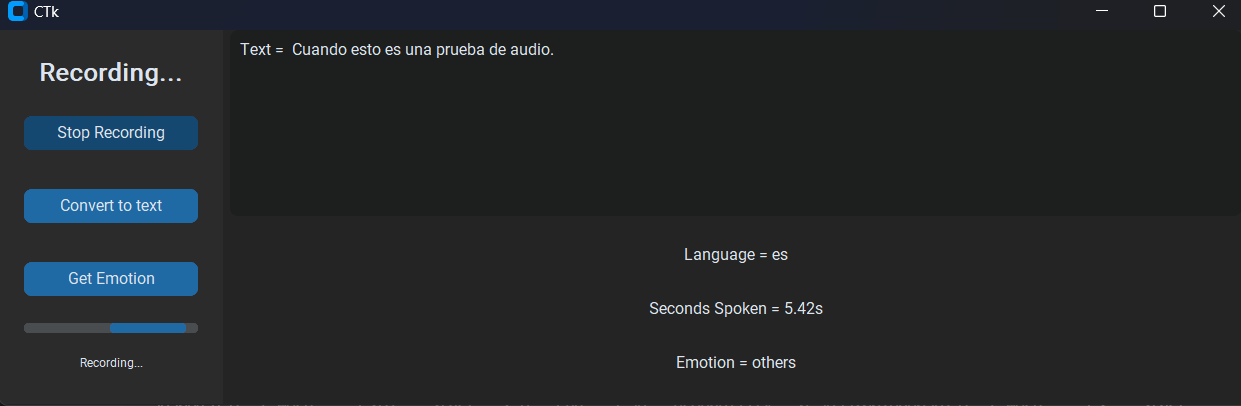 CTk
Recording...
Stop Recording
Convert to text
Get Emotion
Recording...
Text =  Cuando esto es una prueba de audio.
Language = es
Seconds Spoken = 5.42s
Emotion = others